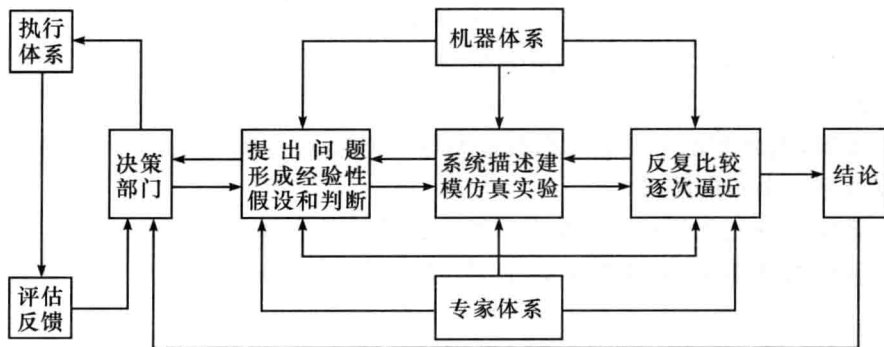 执行
体系
机器体系
决策
部门
提出问题
形成经验性
假设和判断
系统描述建
模仿真实验
反复比较
逐次逼近
结论
评估
反馈
专家体系